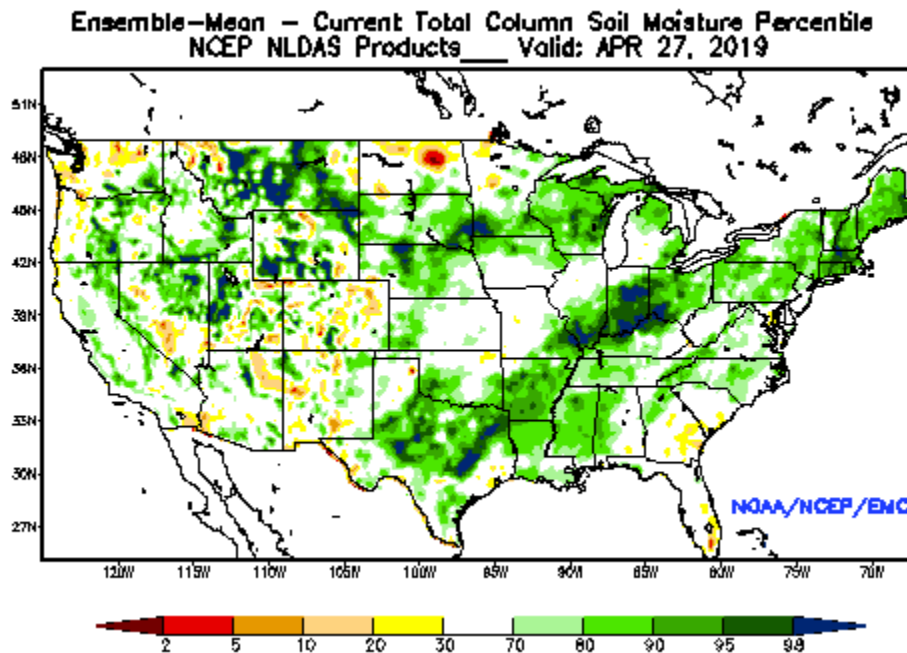 Ensemble-Mean - Current Total Column Soil Moisture Percentile
NCEP NLDAS Products___ Valid: APR 27, 2019
51N
48N
45N
42N
39N
36N
33N
30N
27N
NOAA/NCEP/EMC
120W 115W 110W 105W 100W 95W 90W 85W 80W 75W 70W
2 5 10 20 30 70 80 90 95 98